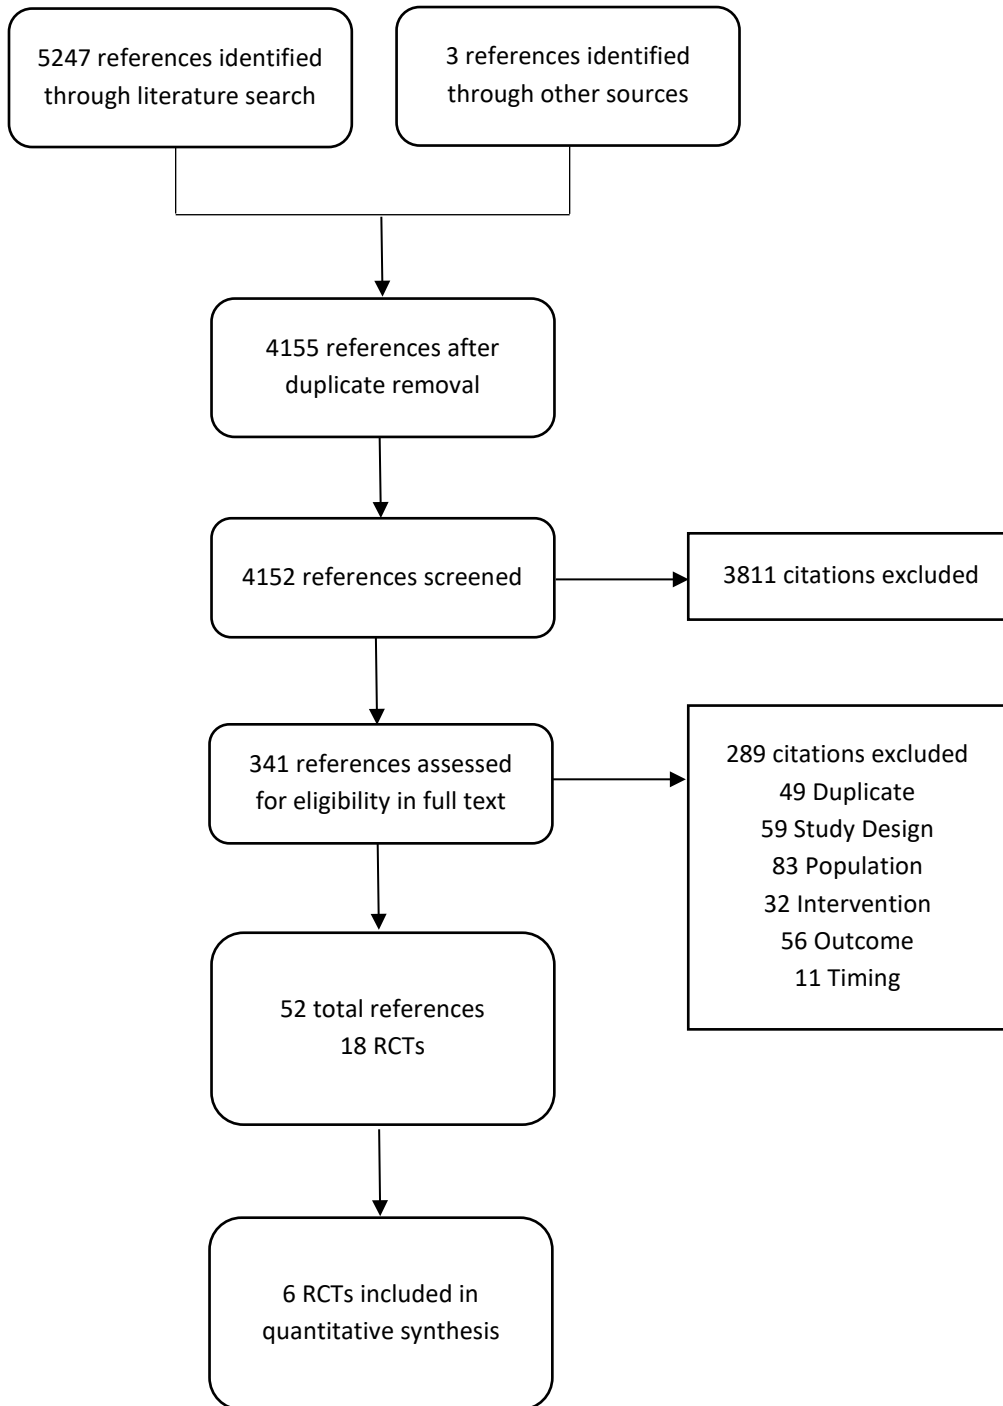 5247 references identified
through literature search
3 references identified
through other sources
4155 references after
duplicate removal
4152 references screened
3811 citations excluded
341 references assessed
for eligibility in full text
289 citations excluded
49 Duplicate
59 Study Design
83 Population
32 Intervention
56 Outcome
11 Timing
52 total references
18 RCTs
6 RCTs included in
quantitative synthesis